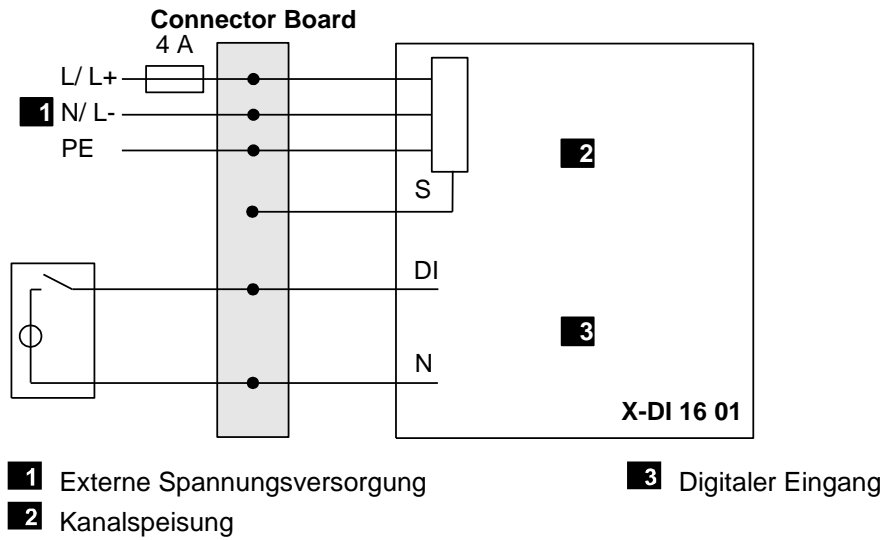 Connector Board
4 A
L/ L+
1 N/ L-
PE
2
S
DI
3
N
X-DI 16 01
1 Externe Spannungsversorgung
3 Digitaler Eingang
2 Kanalspeisung